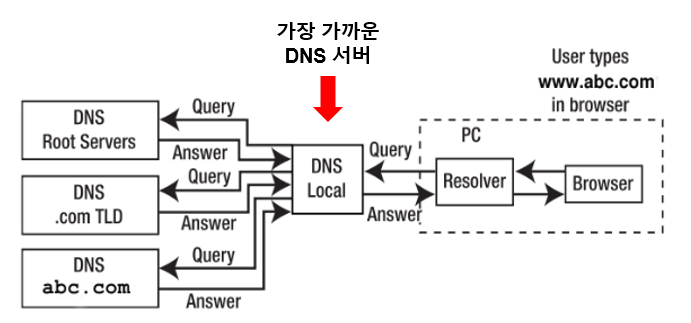 가장 가까운
DNS 서버
User types
www.abc.com
in browser
DNS
Root Servers
Query
Answer
DNS
.com TLD
Query
Answer
DNS
abc.com
Query
Answer
DNS
Local
Query
Answer
PC
Resolver
Browser